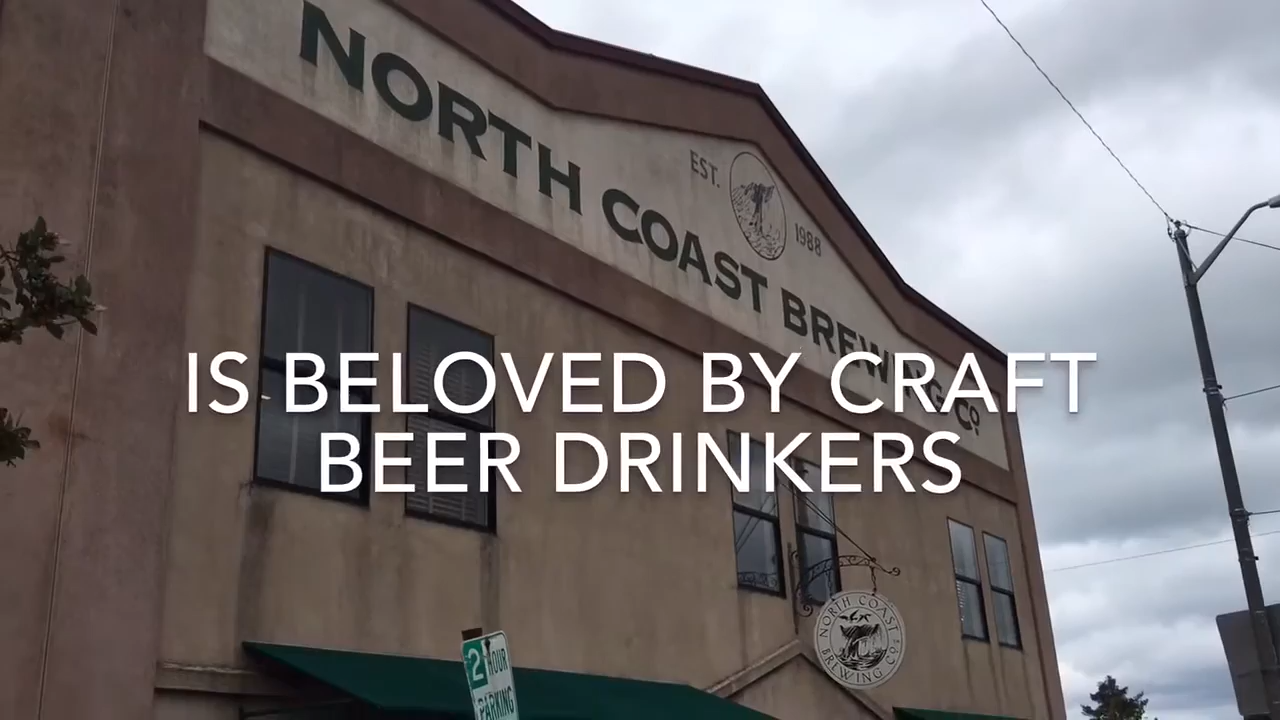 NORTH COAST BREWING CO.
EST. 1988
IS BELOVED BY CRAFT
BEER DRINKERS
NORTH COAST
BREWING CO.
2 HOUR
PARKING